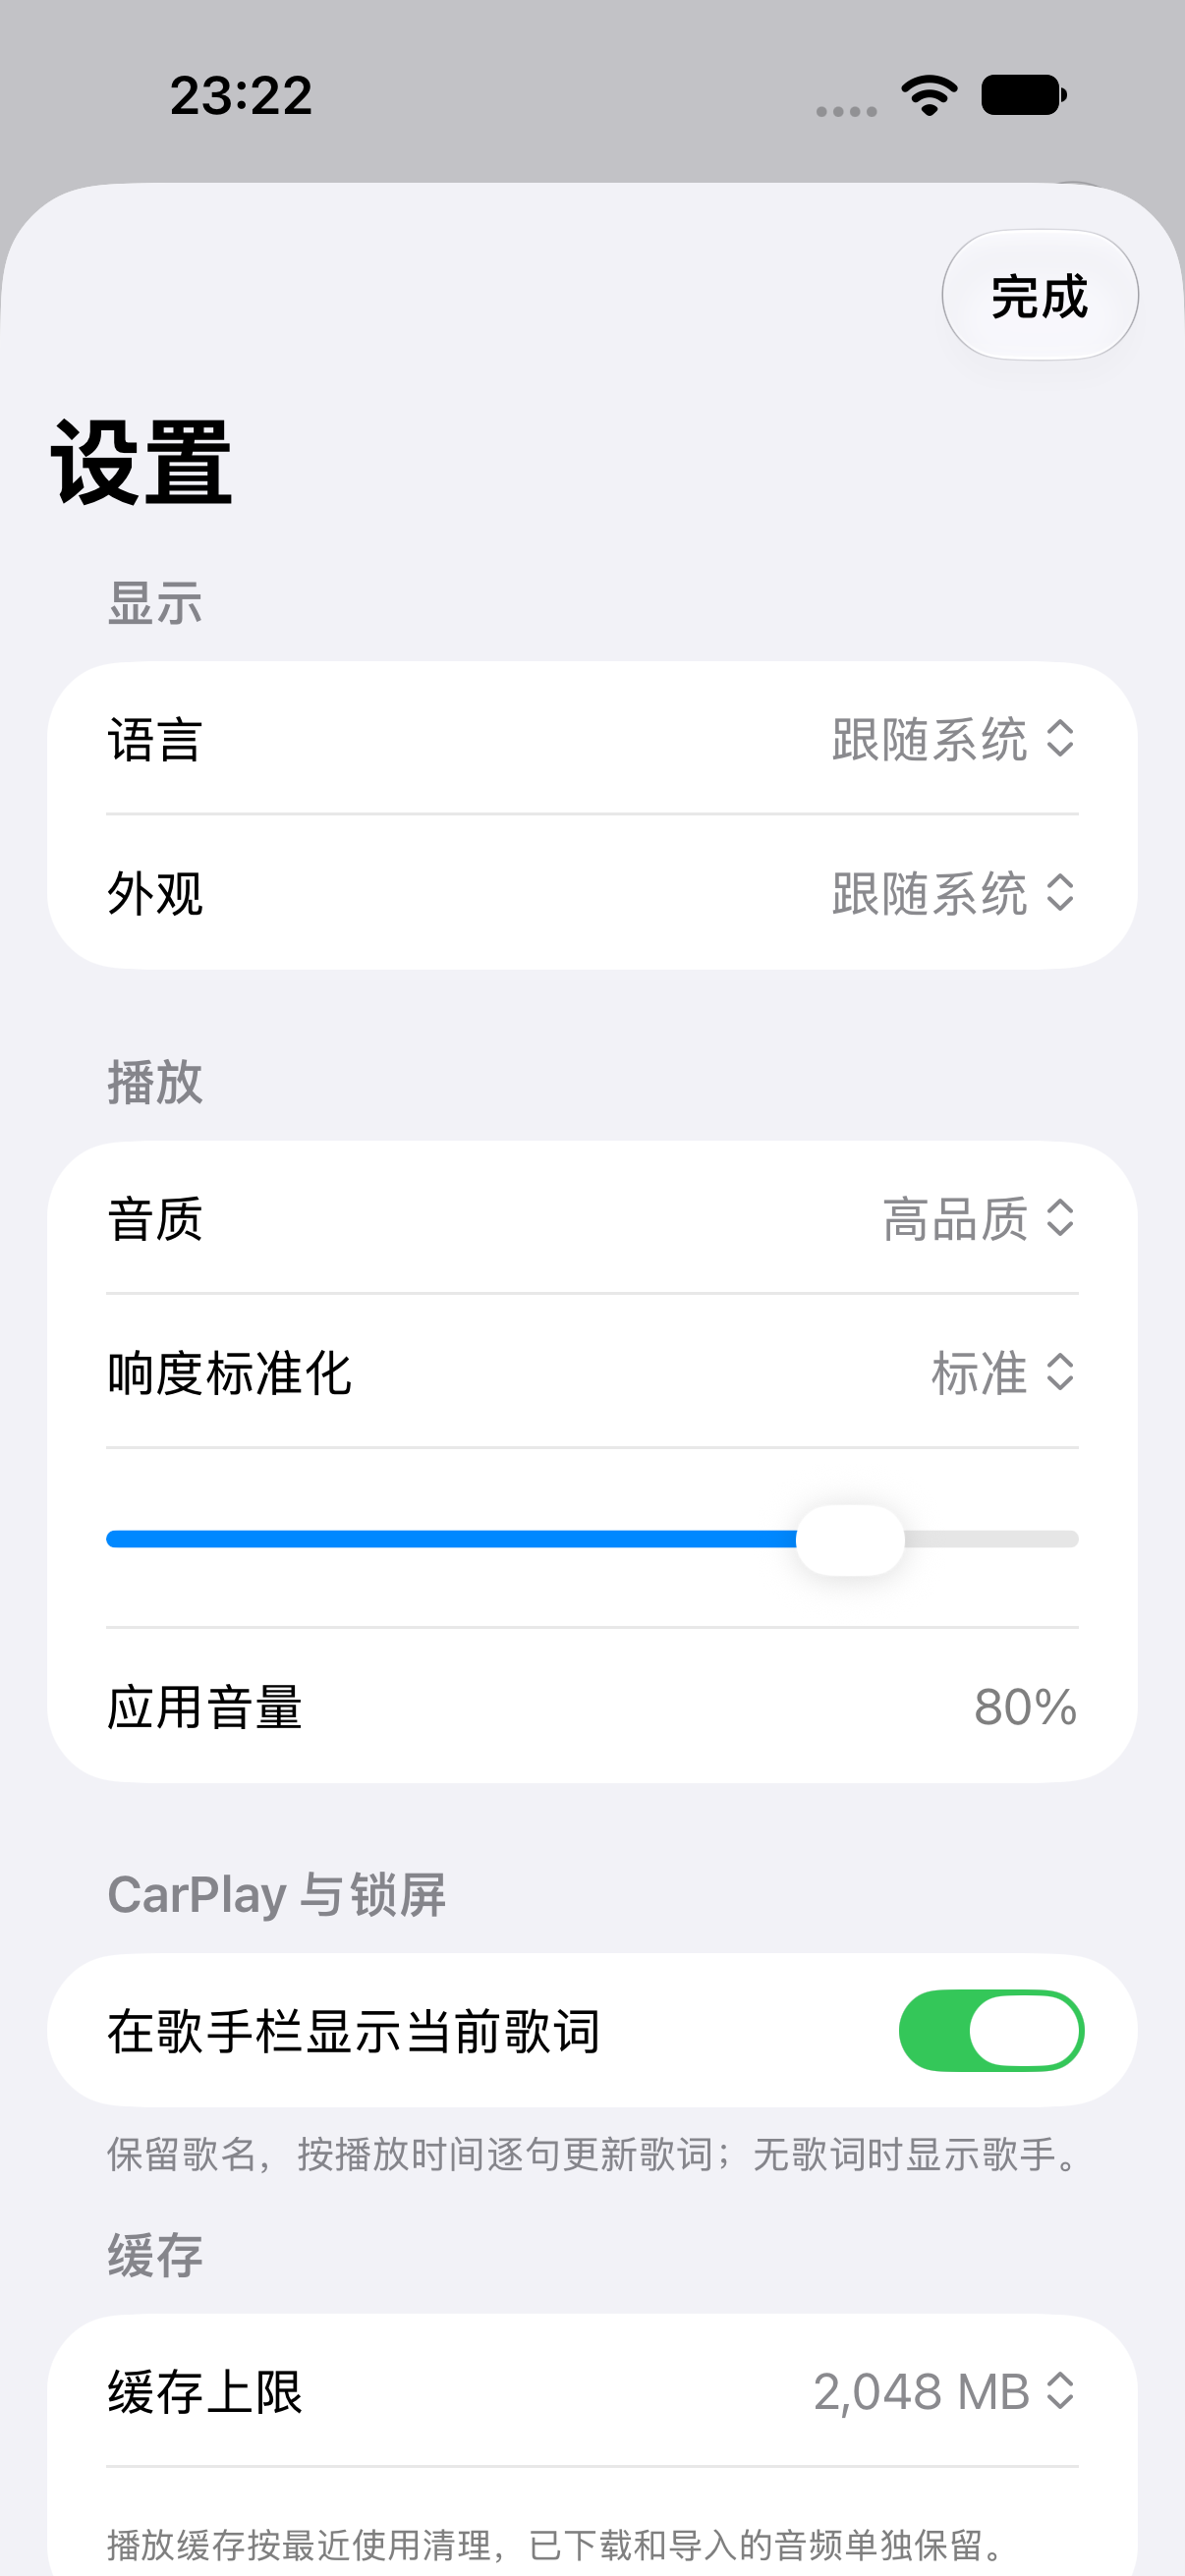 23:22
完成
设置
显示
语言 跟随系统
外观 跟随系统
播放
音质 高品质
响度标准化 标准
应用音量 80%
CarPlay 与锁屏
在歌手栏显示当前歌词
保留歌名，按播放时间逐句更新歌词；无歌词时显示歌手。
缓存
缓存上限 2,048 MB
播放缓存按最近使用清理，已下载和导入的音频单独保留。